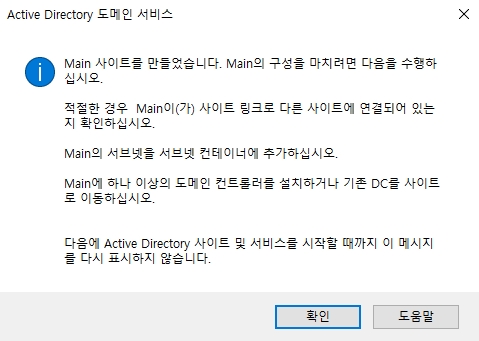 Active Directory 도메인 서비스
Main 사이트를 만들었습니다. Main의 구성을 마치려면 다음을 수행하
십시오.
적절한 경우 Main이(가) 사이트 링크로 다른 사이트에 연결되어 있는
지 확인하십시오.
Main의 서브넷을 서브넷 컨테이너에 추가하십시오.
Main에 하나 이상의 도메인 컨트롤러를 설치하거나 기존 DC를 사이트
로 이동하십시오.
다음에 Active Directory 사이트 및 서비스를 시작할 때까지 이 메시지
를 다시 표시하지 않습니다.
확인
도움말